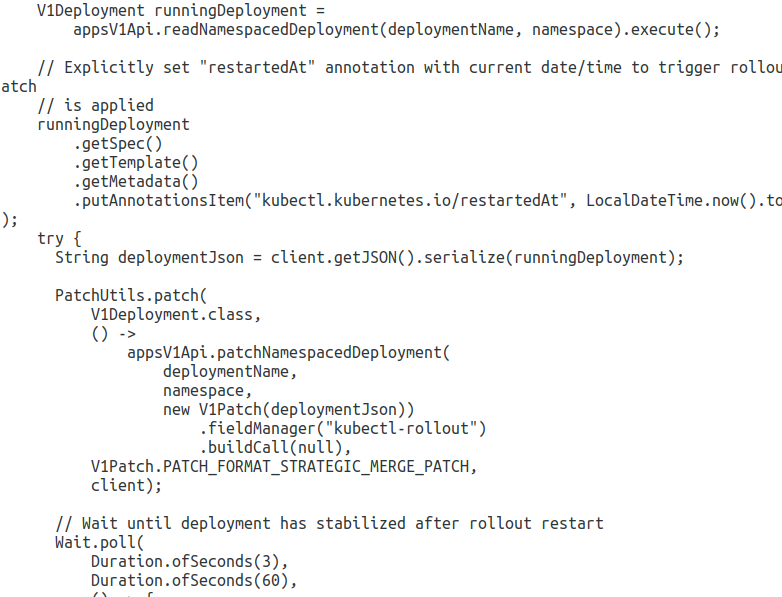 V1Deployment runningDeployment =
appsV1Api.readNamespacedDeployment(deploymentName, namespace).execute();
// Explicitly set "restartedAt" annotation with current date/time to trigger
atch
// is applied
runningDeployment
.getSpec()
.getTemplate()
.getMetadata()
.putAnnotationsItem("kubectl.kubernetes.io/restartedAt", LocalDateTime.now().to
);
try {
String deploymentJson = client.getJSON().serialize(runningDeployment);
PatchUtils.patch(
V1Deployment.class,
() ->
appsV1Api.patchNamespacedDeployment(
deploymentName,
namespace,
new V1Patch(deploymentJson))
.fieldManager("kubectl-rollout")
.buildCall(null),
V1Patch.PATCH_FORMAT_STRATEGIC_MERGE_PATCH,
client);
// Wait until deployment has stabilized after rollout restart
Wait.poll(
Duration.ofSeconds(3),
Duration.ofSeconds(60),